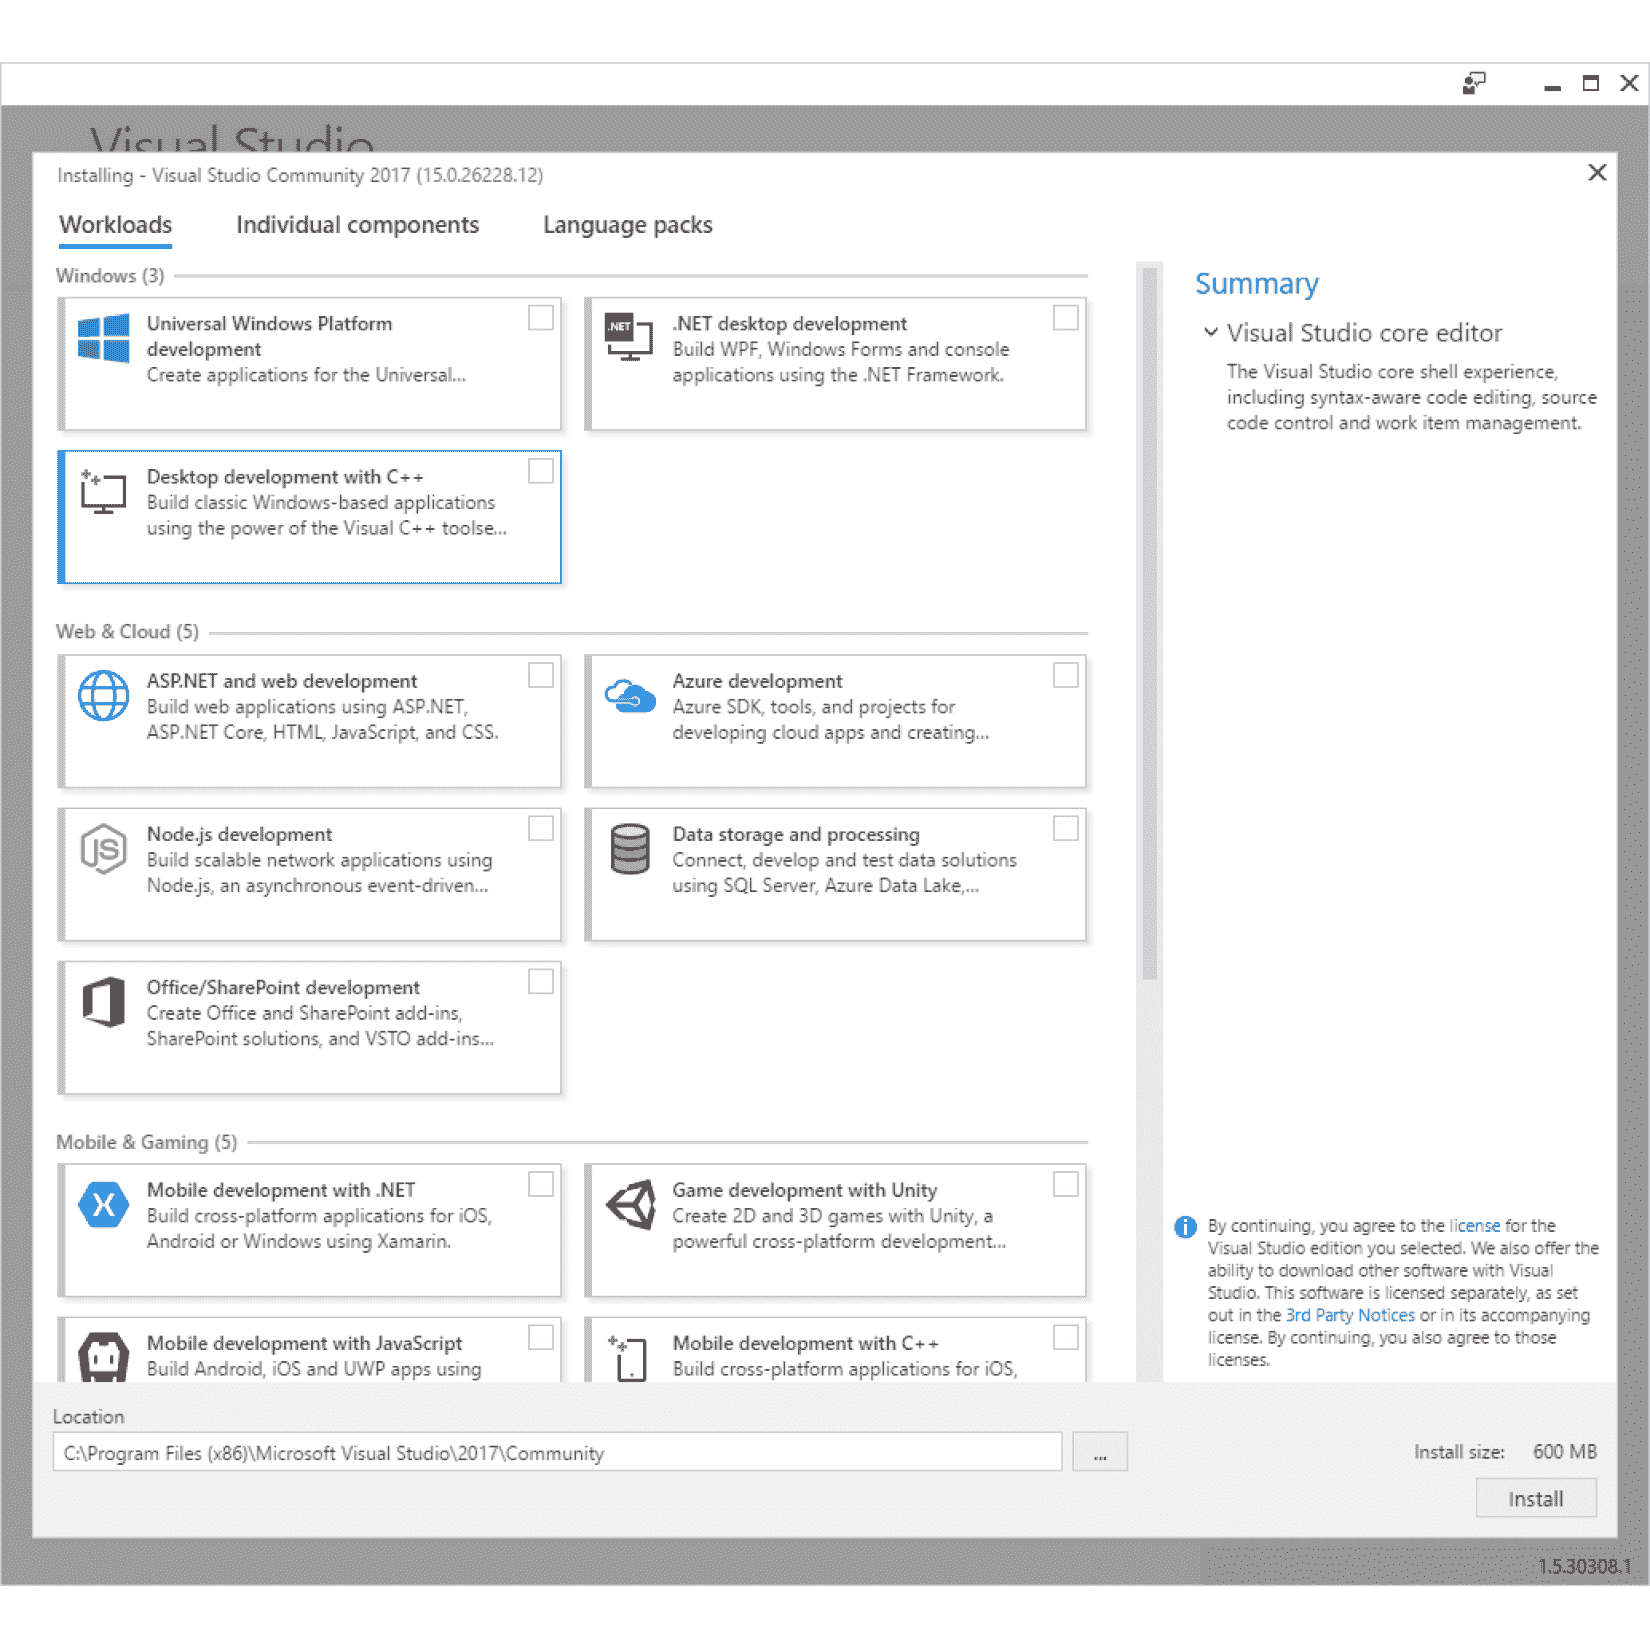 Visual Studio
Installing - Visual Studio Community 2017 (15.0.26228.12)
Workloads
Individual components
Language packs
Windows (3)
Universal Windows Platform
development
Create applications for the Universal...
.NET
.NET desktop development
Build WPF, Windows Forms and console
applications using the .NET Framework.
Desktop development with C++
Build classic Windows-based applications
using the power of the Visual C++ toolse...
Web & Cloud (5)
ASP.NET and web development
Build web applications using ASP.NET,
ASP.NET Core, HTML, JavaScript, and CSS.
Azure development
Azure SDK, tools, and projects for
developing cloud apps and creating...
JS
Node.js development
Build scalable network applications using
Node.js, an asynchronous event-driven...
Data storage and processing
Connect, develop and test data solutions
using SQL Server, Azure Data Lake,...
Office/SharePoint development
Create Office and SharePoint add-ins,
SharePoint solutions, and VSTO add-ins...
Mobile & Gaming (5)
Mobile development with .NET
Build cross-platform applications for iOS,
Android or Windows using Xamarin.
Game development with Unity
Create 2D and 3D games with Unity, a
powerful cross-platform development...
Mobile development with JavaScript
Build Android, iOS and UWP apps using
Mobile development with C++
Build cross-platform applications for iOS,
Summary
Visual Studio core editor
The Visual Studio core shell experience,
including syntax-aware code editing, source
code control and work item management.
By continuing, you agree to the license for the
Visual Studio edition you selected. We also offer the
ability to download other software with Visual
Studio. This software is licensed separately, as set
out in the 3rd Party Notices or in its accompanying
license. By continuing, you also agree to those
licenses.
Location
C:\Program Files (x86)\Microsoft Visual Studio\2017\Community
...
Install size: 600 MB
Install
1.5.30308.1